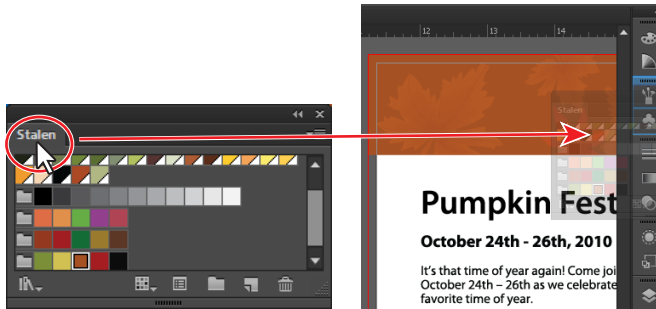 Stalen
12
13
14
Stalen
Pumpkin Fest
October 24th - 26th, 2010
It's that time of year again! Come joi
October 24th – 26th as we celebrate
favorite time of year.